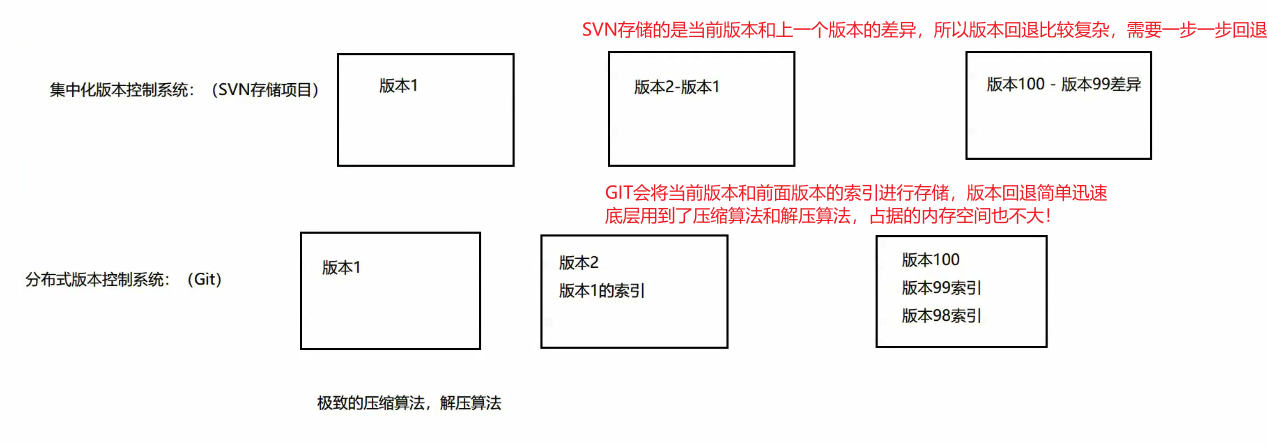 SVN存储的是当前版本和上一个版本的差异，所以版本回退比较复杂，需要一步一步回退
集中化版本控制系统：（SVN存储项目）
版本1
版本2-版本1
版本100 - 版本99差异
GIT会将当前版本和前面版本的索引进行存储，版本回退简单迅速
底层用到了压缩算法和解压算法，占据的内存空间也不大！
分布式版本控制系统：（Git）
版本1
版本2
版本1的索引
版本100
版本99索引
版本98索引
极致的压缩算法，解压算法